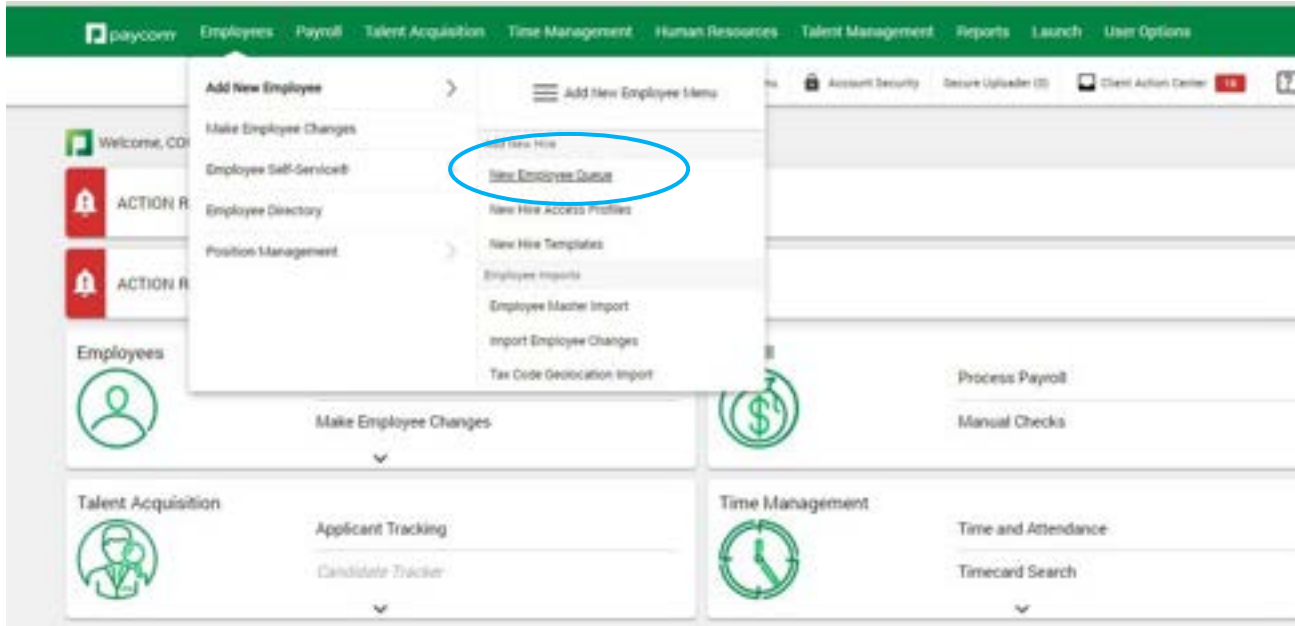 paycom Employees Payroll Talent Acquisition Time Management Human Resources Talent Management Reports Launch User Options
Add New Employee
Add New Employee Menu
Account Security Secure Uploader (0) Client Action Center
Welcome, CO
Make Employee Changes
Add New Hire
Employee Self-Service®
New Employee Queue
ACTION R
Employee Directory
New Hire Access Profiles
Position Management
New Hire Templates
Employee Imports
ACTION R
Employee Master Import
Import Employee Changes
Tax Code Geolocation Import
Employees
Make Employee Changes
Process Payroll
Manual Checks
Talent Acquisition
Applicant Tracking
Candidate Tracker
Time Management
Time and Attendance
Timecard Search